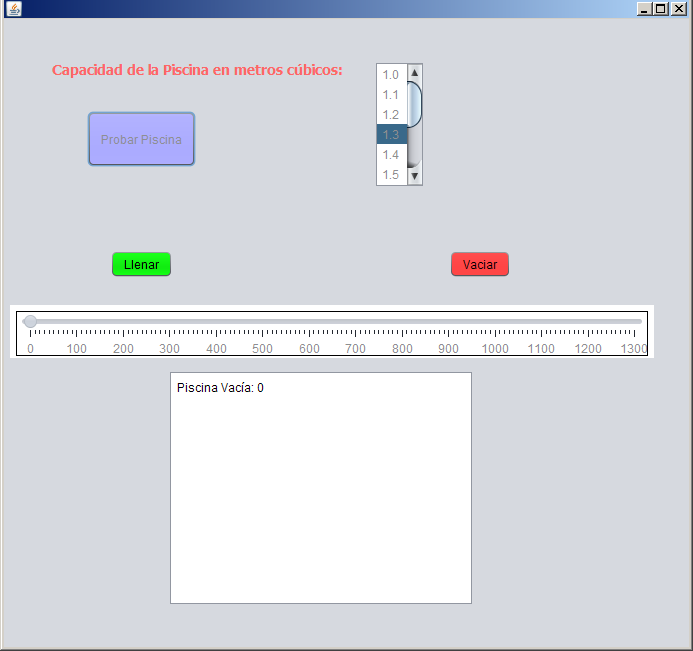 Capacidad de la Piscina en metros cúbicos:
1.0
1.1
1.2
1.3
1.4
1.5
Probar Piscina
Llenar
Vaciar
0 100 200 300 400 500 600 700 800 900 1000 1100 1200 1300
Piscina Vacía: 0